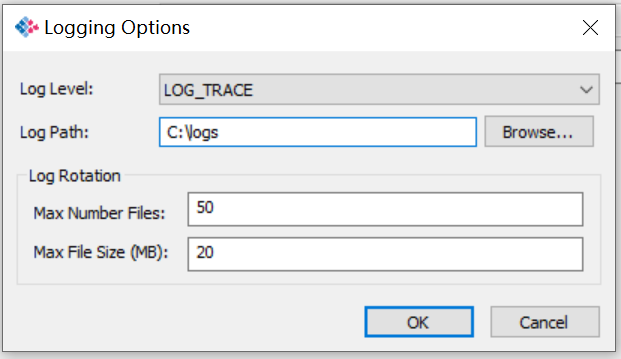 Logging Options
Log Level: LOG_TRACE
Log Path: C:\logs Browse...
Log Rotation
Max Number Files: 50
Max File Size (MB): 20
OK Cancel